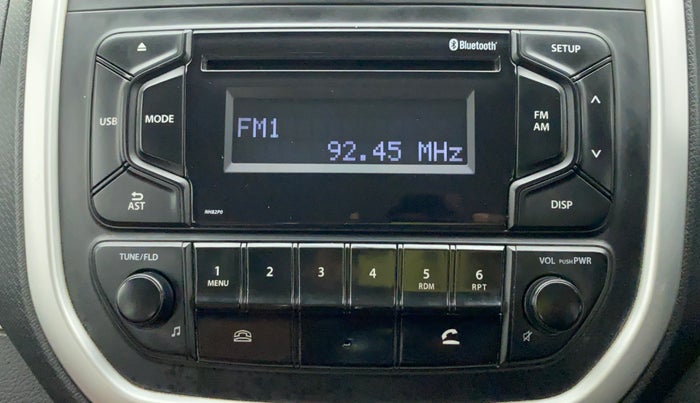 Bluetooth
SETUP
USB
MODE
FM1
92.45 MHz
FM
AM
AST
MH82P0
DISP
TUNE/FLD
1
MENU
2
3
4
5
RDM
6
RPT
VOL PUSH PWR